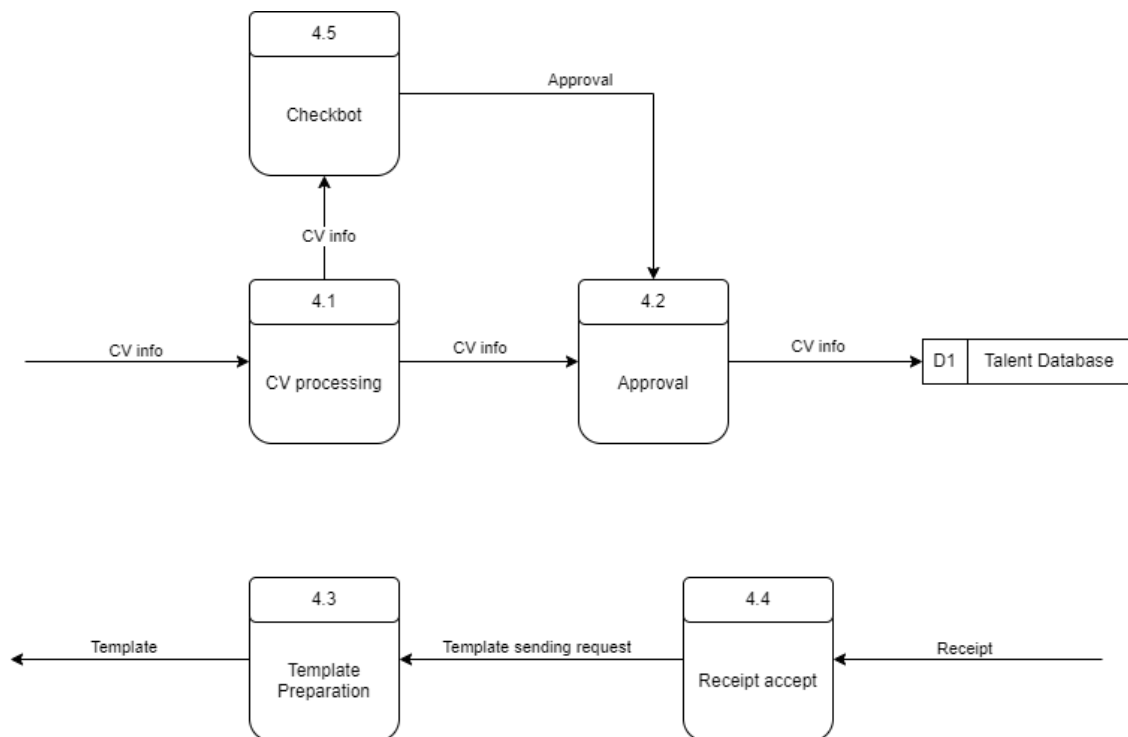 4.5
Checkbot
Approval
CV info
4.1
CV processing
CV info
CV info
4.2
Approval
CV info
D1
Talent Database
4.3
Template
Preparation
Template
Template sending request
4.4
Receipt accept
Receipt